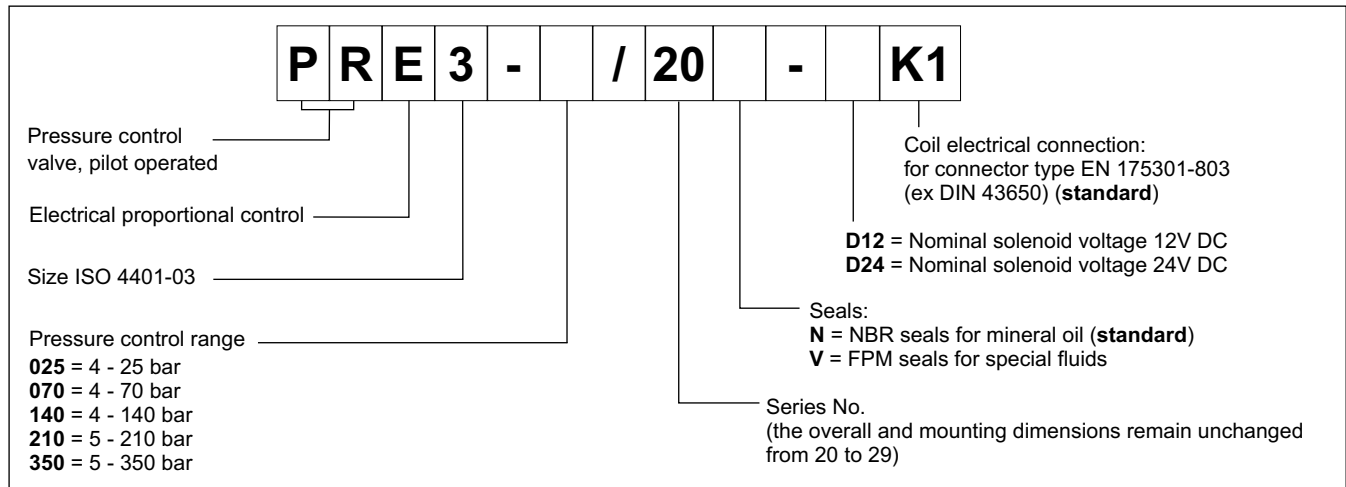 PRE3-   / 20   -   K1
Pressure control
valve, pilot operated
Electrical proportional control
Size ISO 4401-03
Pressure control range
025 = 4 - 25 bar
070 = 4 - 70 bar
140 = 4 - 140 bar
210 = 5 - 210 bar
350 = 5 - 350 bar
Coil electrical connection:
for connector type EN 175301-803
(ex DIN 43650) (standard)
D12 = Nominal solenoid voltage 12V DC
D24 = Nominal solenoid voltage 24V DC
Seals:
N = NBR seals for mineral oil (standard)
V = FPM seals for special fluids
Series No.
(the overall and mounting dimensions remain unchanged
from 20 to 29)